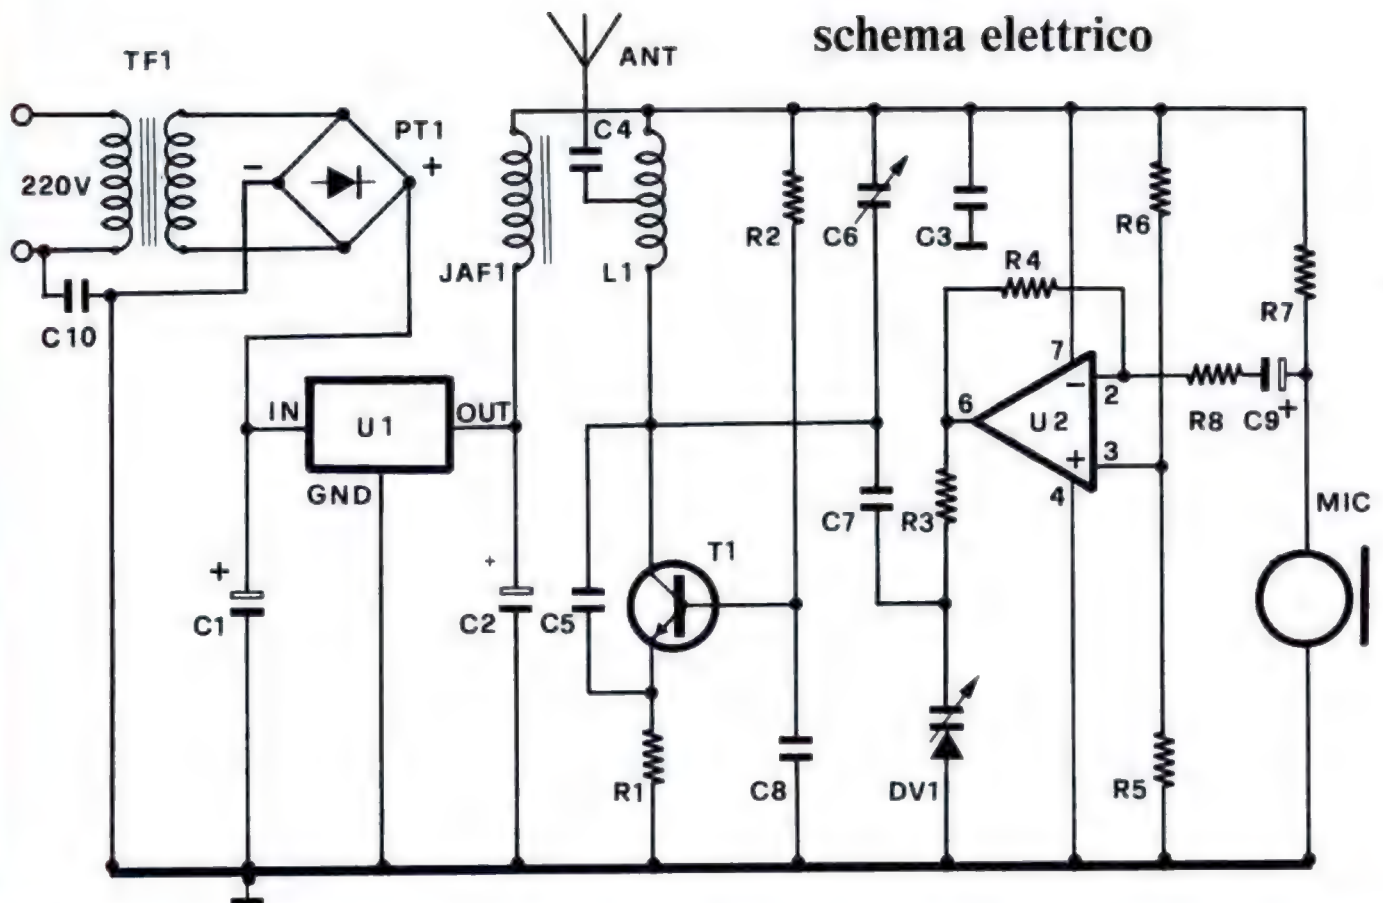 schema elettrico
TF1
ANT
PT1
C4
−
+
220V
R2
C6
C3
R6
JAF1
L1
R4
R7
C10
7
IN
U1
OUT
6
U2
−
2
R8
C9
+
+
3
GND
4
C7
R3
MIC
T1
+
+
C1
C2
C5
R1
C8
DV1
R5